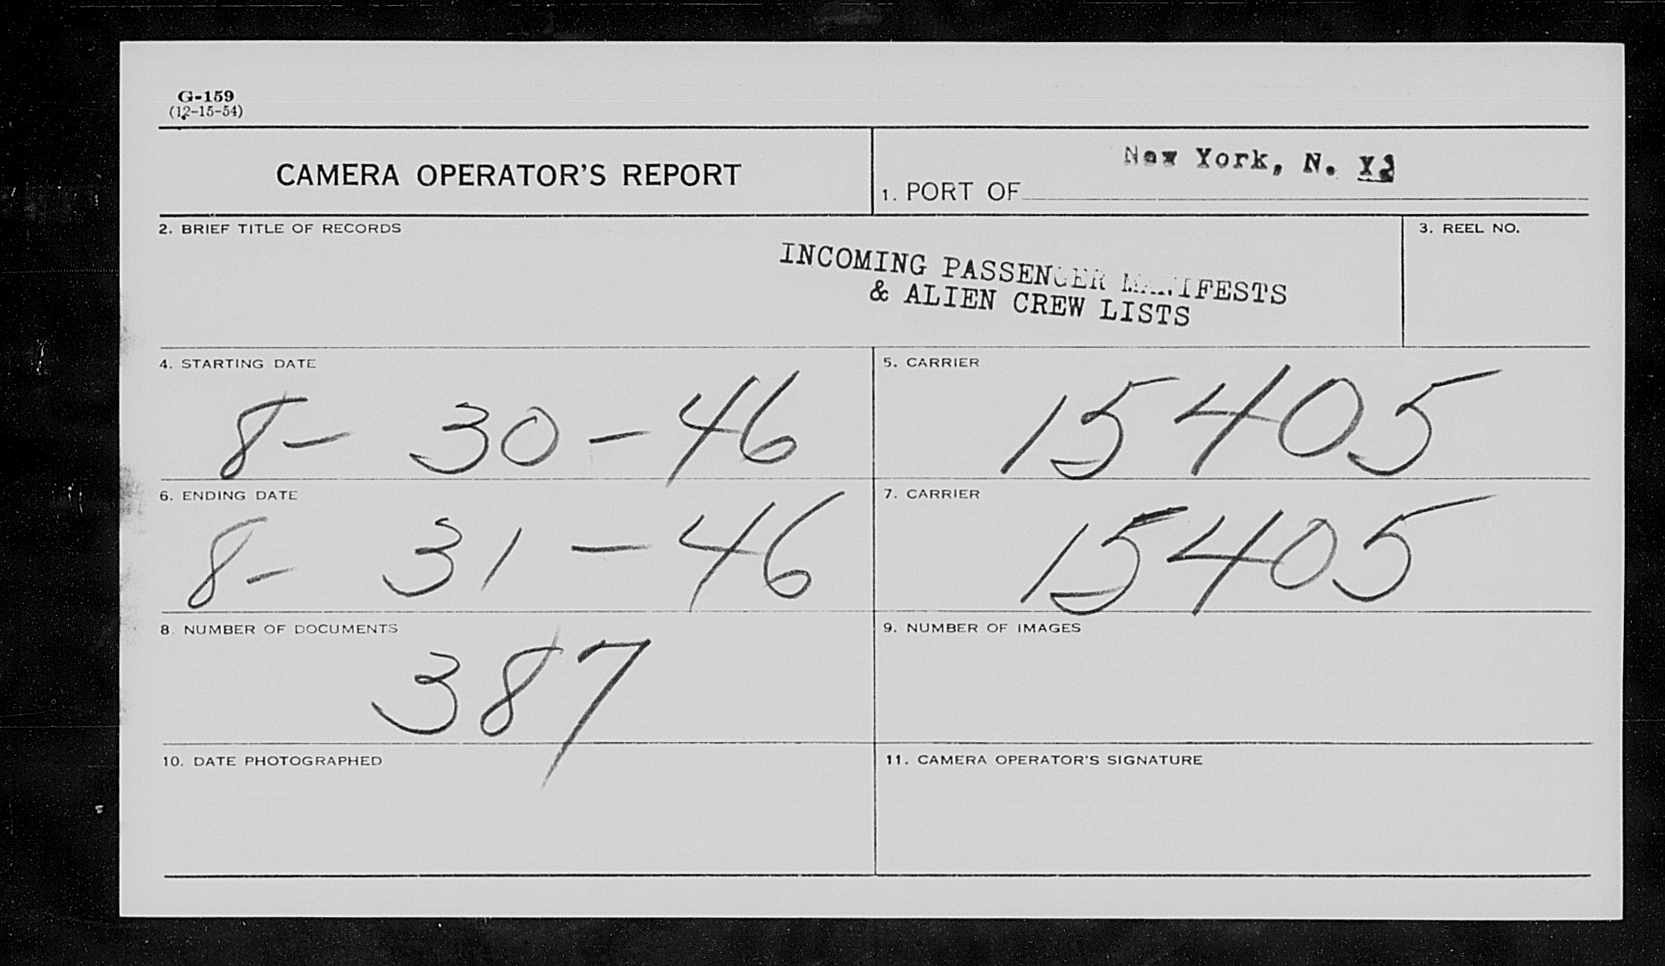 G-159
(12-15-54)
CAMERA OPERATOR'S REPORT
New York, N. Y.
1. PORT OF
2. BRIEF TITLE OF RECORDS
3. REEL NO.
INCOMING PASSENGER MANIFESTS
& ALIEN CREW LISTS
4. STARTING DATE
8- 30-46
5. CARRIER
15405
6. ENDING DATE
8- 31-46
7. CARRIER
15405
8. NUMBER OF DOCUMENTS
387
9. NUMBER OF IMAGES
10. DATE PHOTOGRAPHED
11. CAMERA OPERATOR'S SIGNATURE